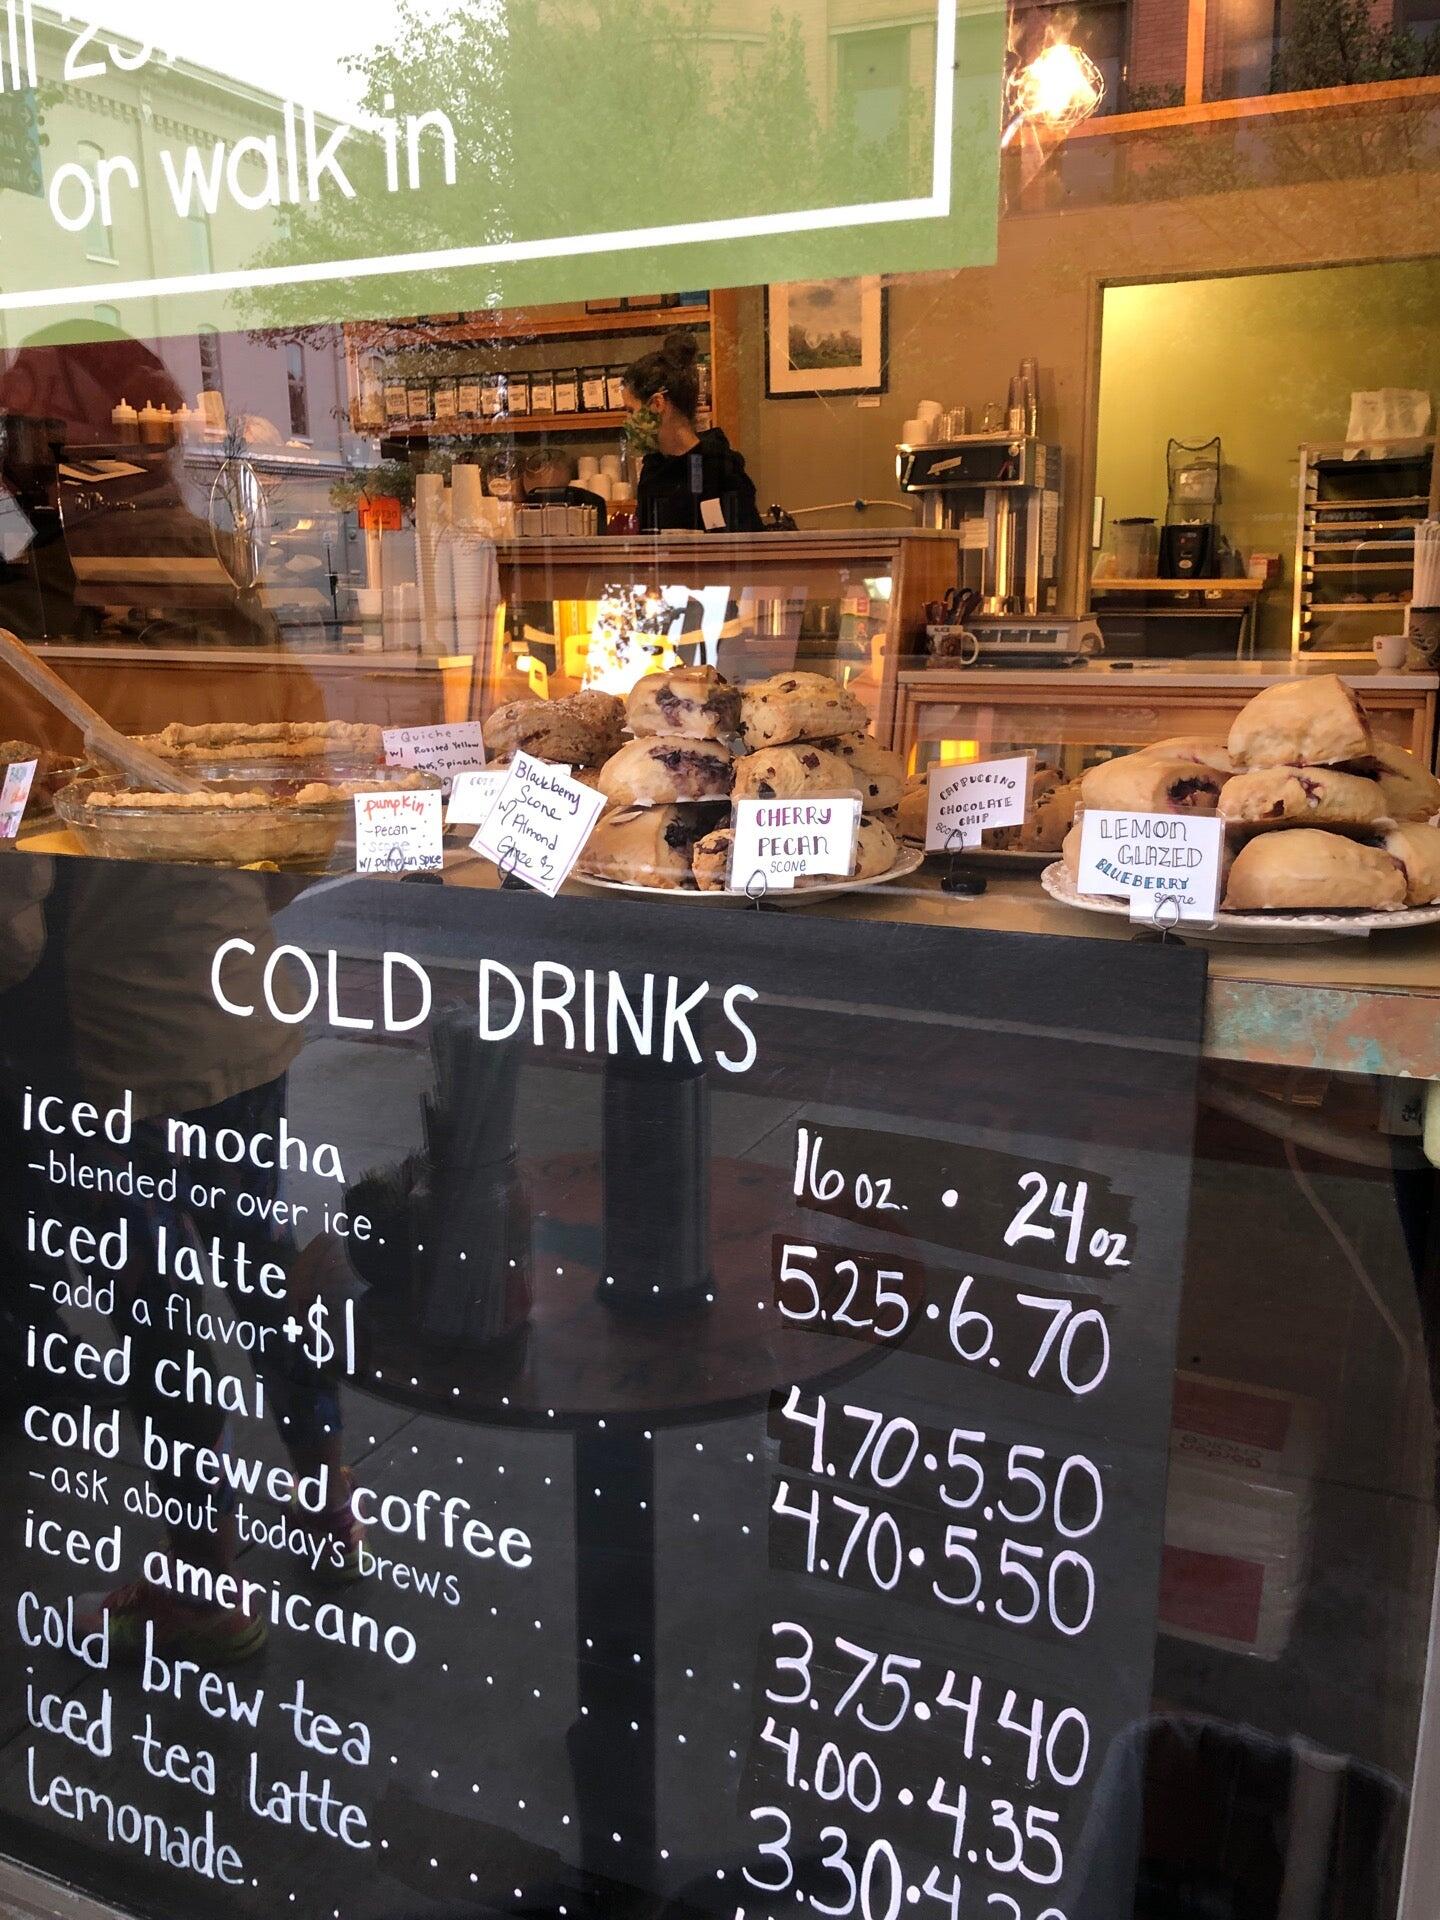 or walk in
Quiche
w/ Roasted Yellow
Spinach,
pumpkin
-Pecan-
scone
w/ pumpkin spice
Blackberry
Scone
w/ Almond
Glaze $2
CHERRY
PECAN
SCONE
CAPPUCCINO
CHOCOLATE
CHIP
scone
LEMON
GLAZED
BLUEBERRY
Scone
COLD DRINKS
16 oz. • 24 oz
iced mocha
-blended or over ice. . . . . . . . 5.25 • 6.70
iced latte
-add a flavor +$1 . . . . . . . . 4.70 • 5.50
iced chai . . . . . . . . . 4.70 • 5.50
cold brewed coffee
-ask about today's brews . . . . . . 3.75 • 4.40
iced americano . . . . . . . 4.00 • 4.35
cold brew tea . . . . . . . 3.30 •
iced tea latte. . . . . .
Lemonade. . .